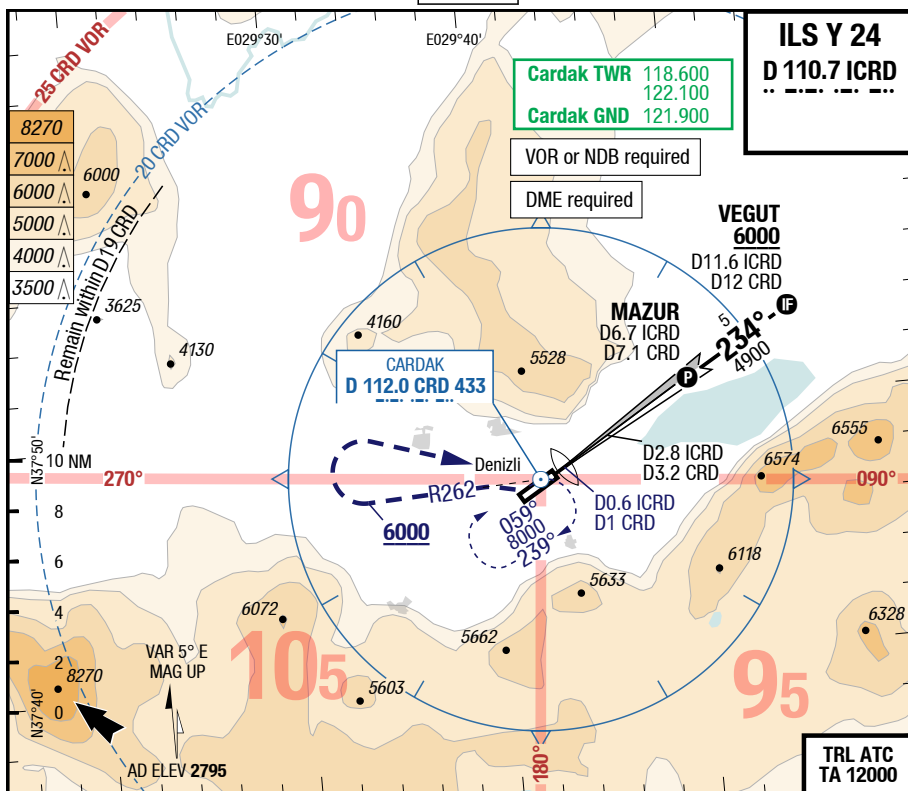 E029°30'
E029°40'
ILS Y 24
D 110.7 ICRD
25 CRD VOR
20 CRD VOR
Cardak TWR 118.600
122.100
Cardak GND 121.900
VOR or NDB required
DME required
8270
7000
6000
5000
4000
3500
6000
90
Remain within D19 CRD
3625
4130
4160
5528
VEGUT
6000
D11.6 ICRD
D12 CRD
IF
MAZUR
D6.7 ICRD
D7.1 CRD
P
5
234°
4900
CARDAK
D 112.0 CRD 433
N37°50'
10 NM
270°
Denizli
R262
6000
D2.8 ICRD
D3.2 CRD
6555
6574
090°
D0.6 ICRD
D1 CRD
059°
8000
239°
8
6
4
2
0
6118
5633
6072
5662
6328
VAR 5° E
MAG UP
105
95
8270
5603
N37°40'
AD ELEV 2795
180°
TRL ATC
TA 12000